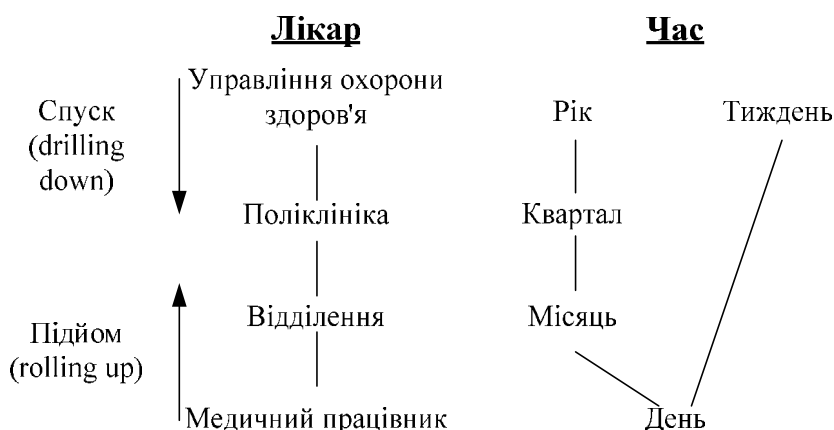 Лікар
Час
Спуск
(drilling
down)
Управління охорони
здоров'я
Рік
Тиждень
Поліклініка
Квартал
Підйом
(rolling up)
Відділення
Місяць
Медичний працівник
День